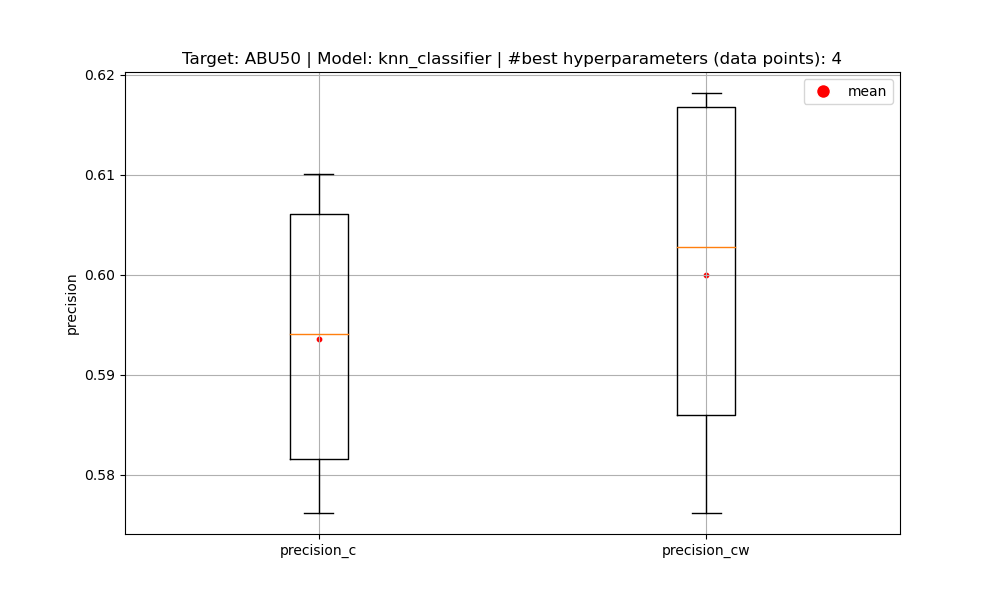 Target: ABU50 | Model: knn_classifier | #best hyperparameters (data points): 4
mean
0.62
0.61
0.60
0.59
0.58
precision
precision_c
precision_cw